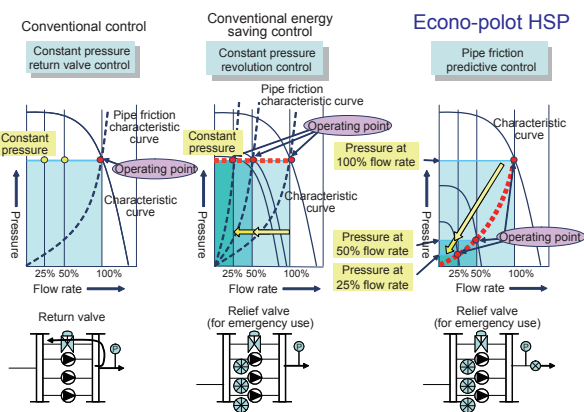 Conventional control
Constant pressure
return valve control
Pipe friction
characteristic
curve
Constant
pressure
Operating point
Characteristic
curve
Pressure
25% 50% 100%
Flow rate
Return valve
P
Conventional energy
saving control
Constant pressure
revolution control
Pipe friction
characteristic curve
Constant
pressure
Operating point
Characteristic
curve
Pressure
25% 50% 100%
Flow rate
Relief valve
(for emergency use)
P
Econo-polot HSP
Pipe friction
predictive control
Characteristic
curve
Pressure at
100% flow rate
Pressure
Operating point
Pressure at
50% flow rate
Pressure at
25% flow rate
25% 50% 100%
Flow rate
Relief valve
(for emergency use)
P